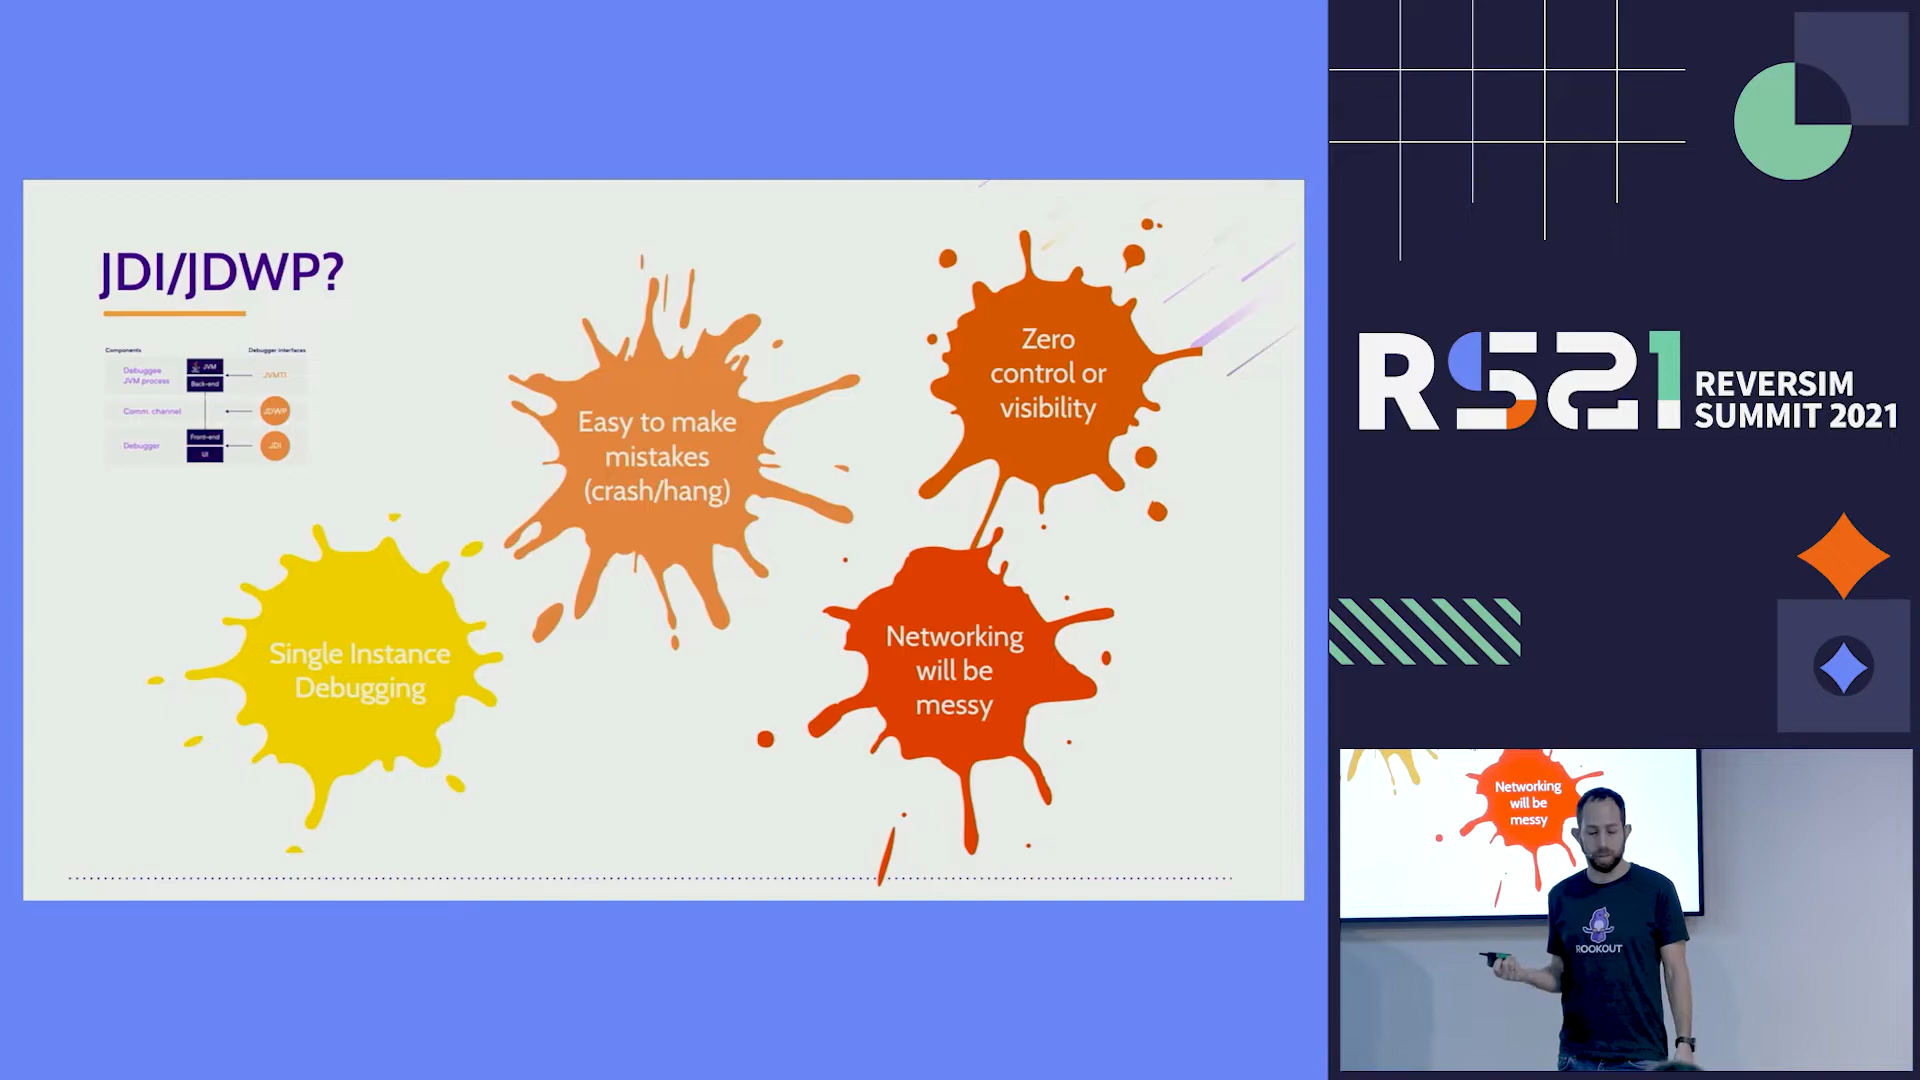 JDI/JDWP?
Components
Debugger interfaces
Debuggee
JVM process
JVM
Back-end
JVMTI
Comm. channel
JDWP
Debugger
Front-end
UI
JDI
Easy to make
mistakes
(crash/hang)
Zero
control or
visibility
Single Instance
Debugging
Networking
will be
messy
RS21
REVERSIM
SUMMIT 2021
Networking
will be
messy
ROOKOUT